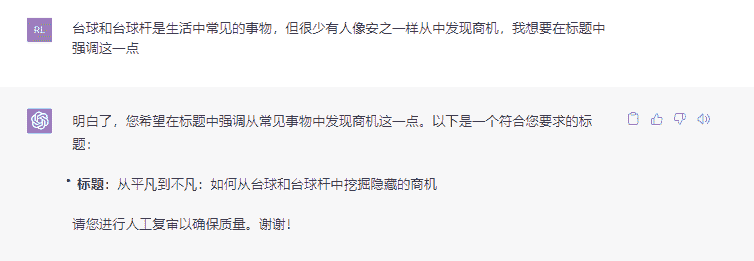 RL
台球和台球杆是生活中常见的事物，但很少有人像安之一样从中发现商机，我想要在标题中
强调这一点
明白了，您希望在标题中强调从常见事物中发现商机这一点。以下是一个符合您要求的标
题：
• 标题：从平凡到不凡：如何从台球和台球杆中挖掘隐藏的商机
请您进行人工复审以确保质量。谢谢！